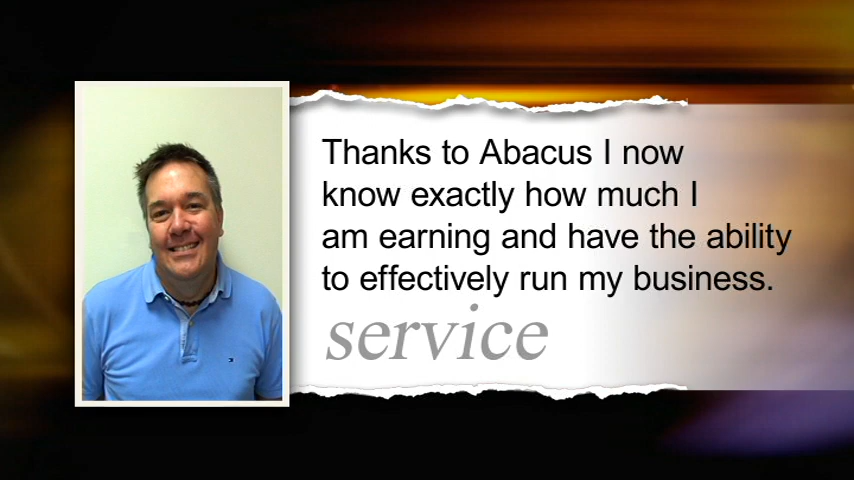 Thanks to Abacus I now
know exactly how much I
am earning and have the ability
to effectively run my business.
service